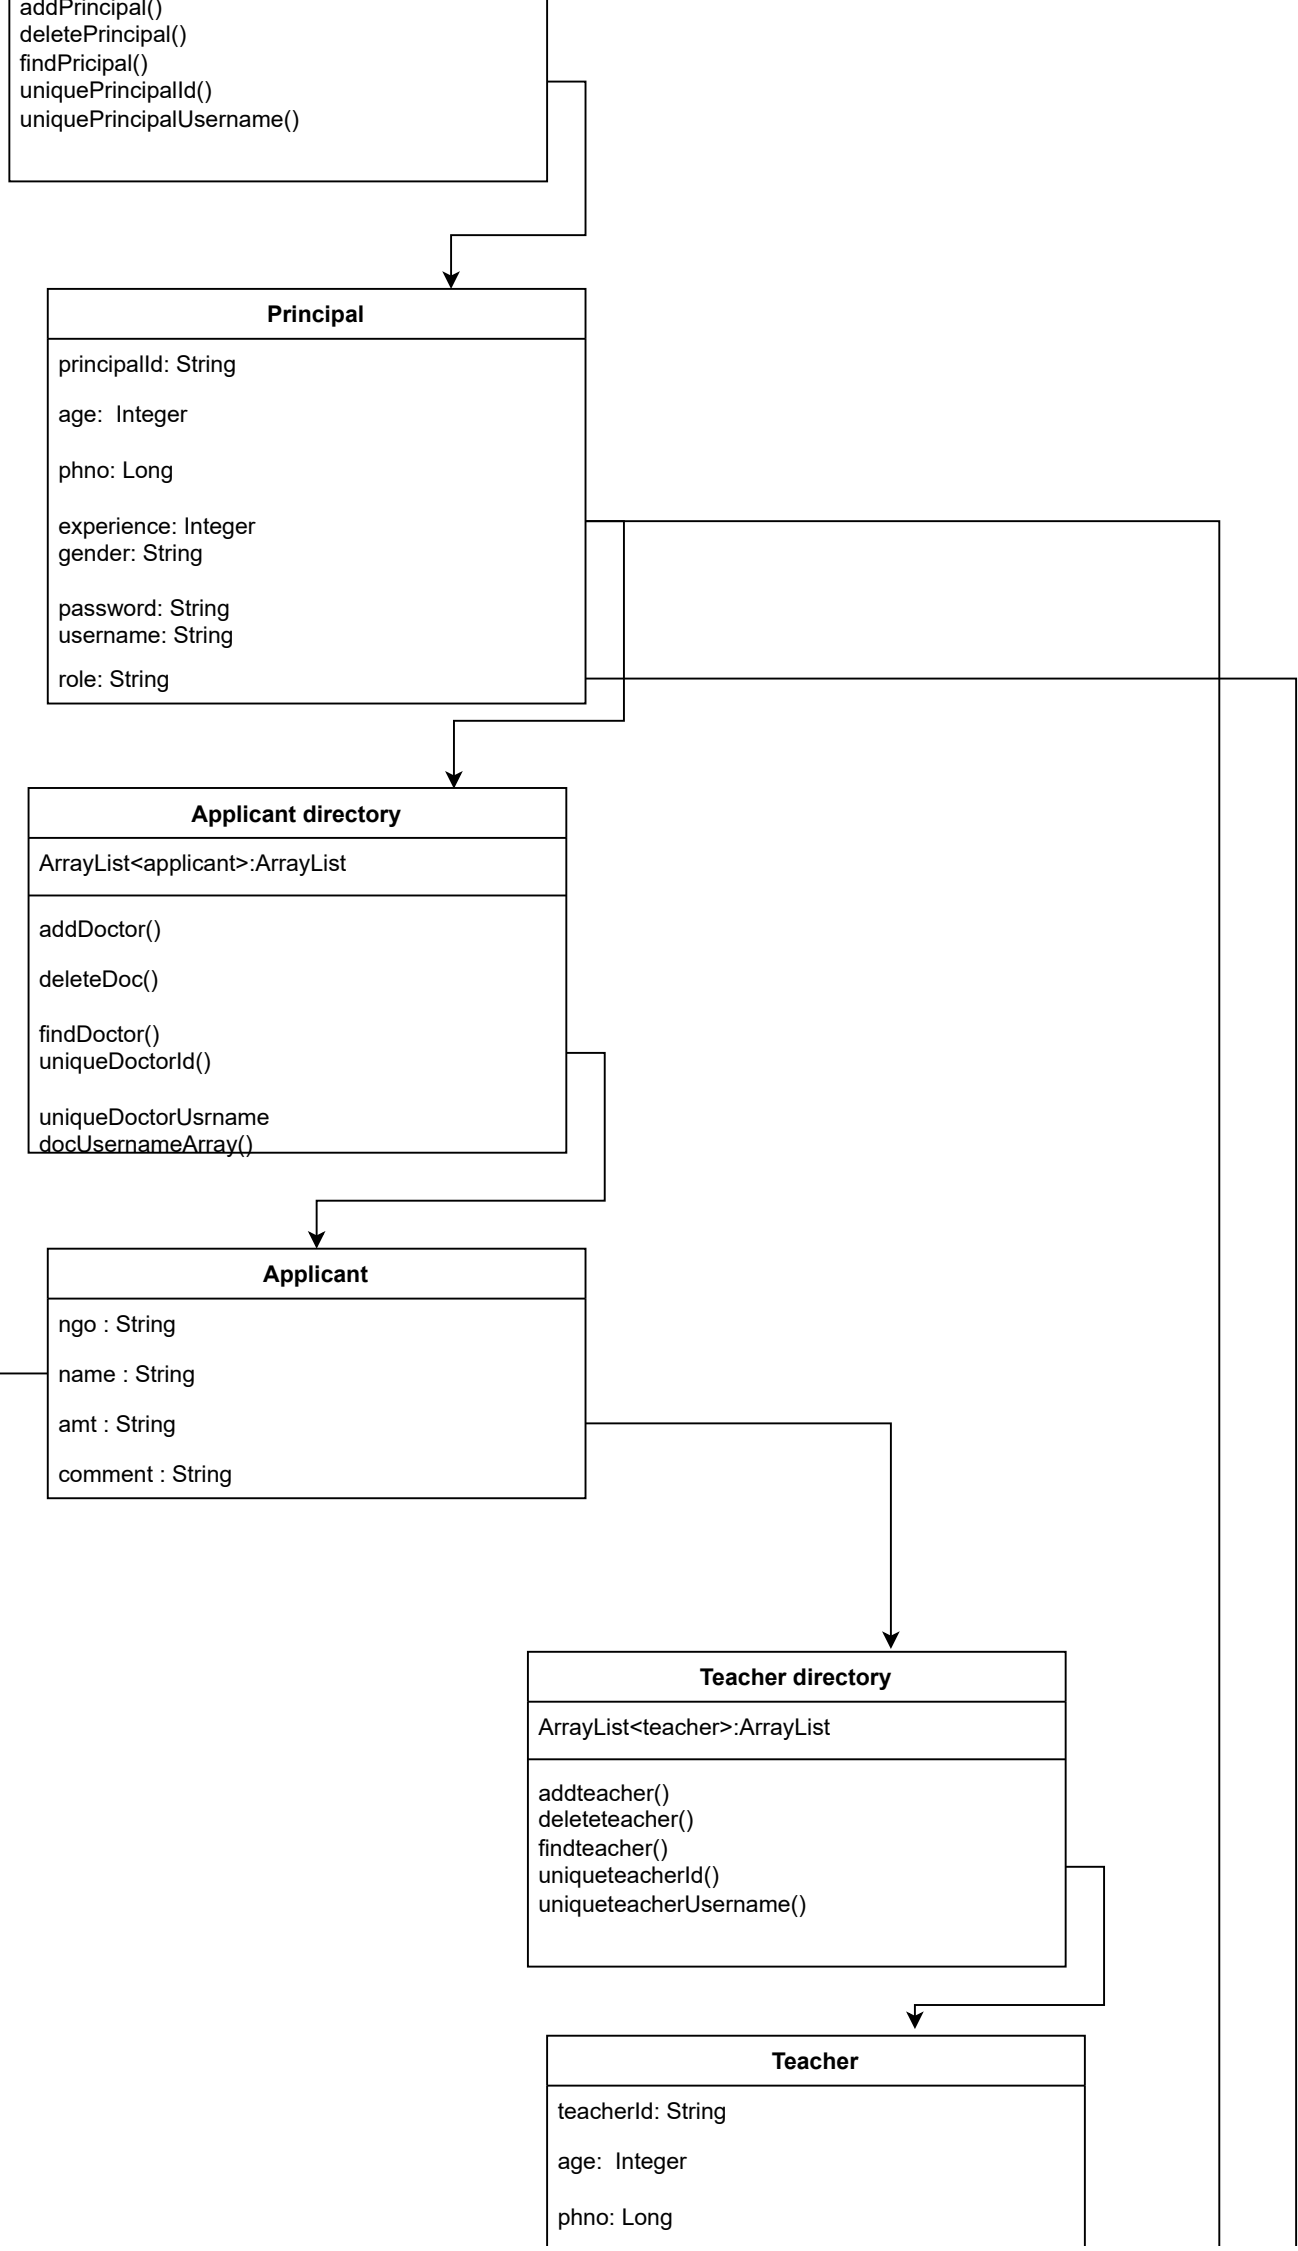 addPrincipal()
deletePrincipal()
findPricipal()
uniquePrincipalId()
uniquePrincipalUsername()
Principal
principalId: String
age:  Integer
phno: Long
experience: Integer
gender: String
password: String
username: String
role: String
Applicant directory
ArrayList<applicant>:ArrayList
addDoctor()
deleteDoc()
findDoctor()
uniqueDoctorId()
uniqueDoctorUsrname
docUsernameArray()
Applicant
ngo : String
name : String
amt : String
comment : String
Teacher directory
ArrayList<teacher>:ArrayList
addteacher()
deleteteacher()
findteacher()
uniqueteacherId()
uniqueteacherUsername()
Teacher
teacherId: String
age:  Integer
phno: Long